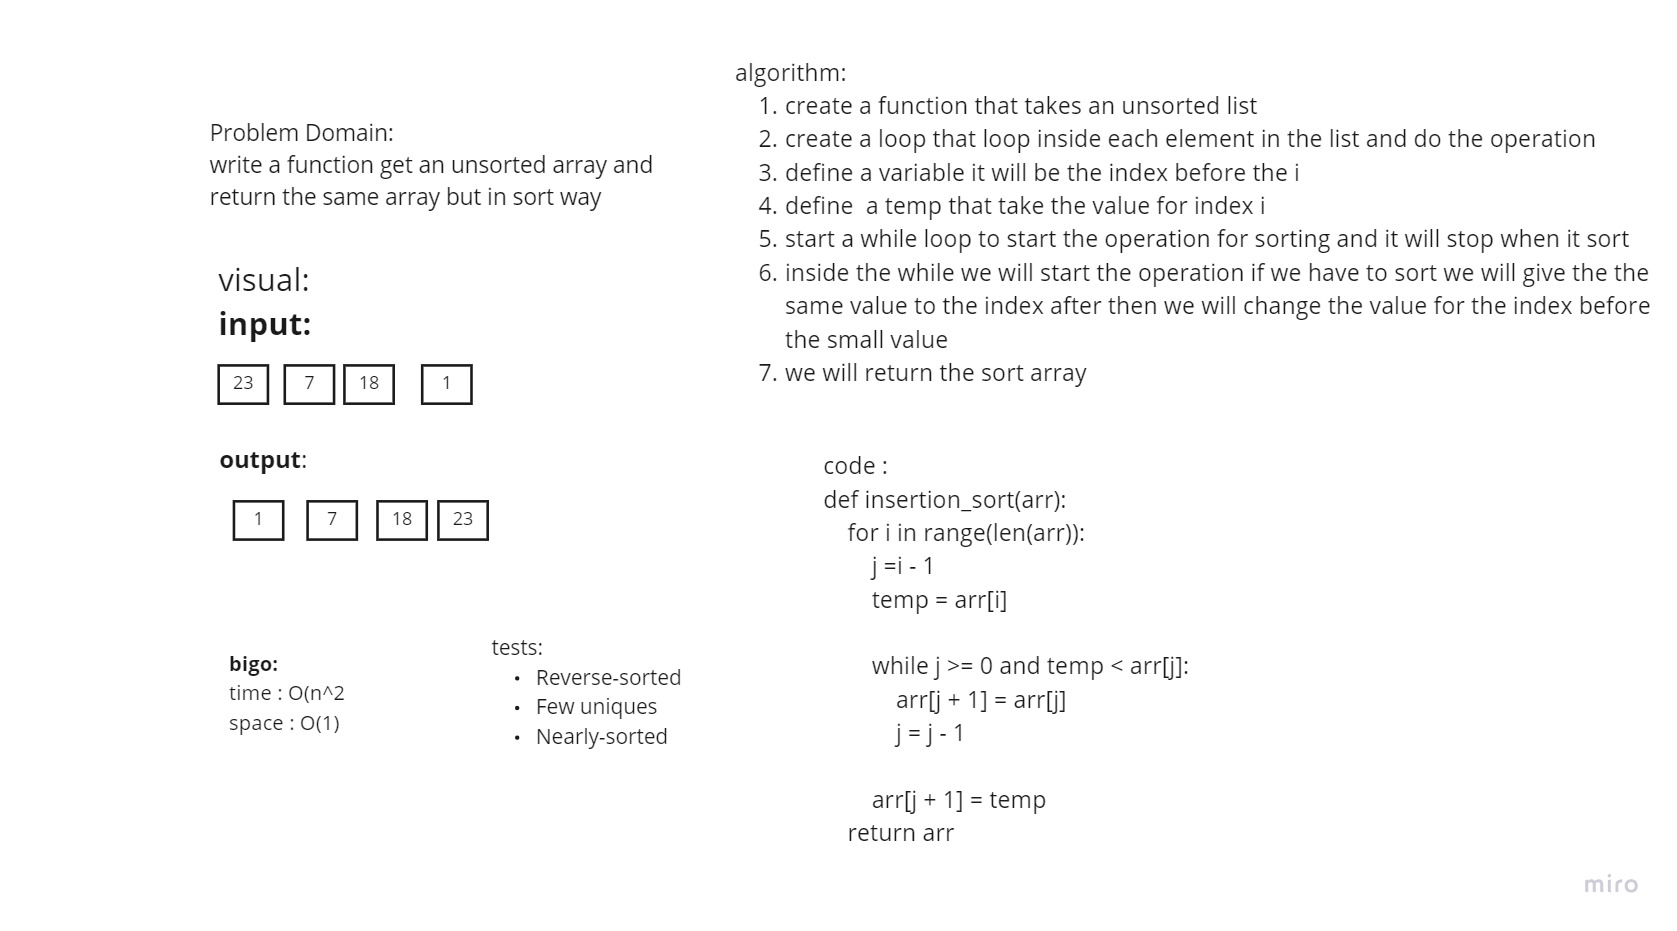 Problem Domain:
write a function get an unsorted array and
return the same array but in sort way
visual:
input:
23 7 18 1
output:
1 7 18 23
bigo:
time : O(n^2
space : O(1)
tests:
• Reverse-sorted
• Few uniques
• Nearly-sorted
algorithm:
1. create a function that takes an unsorted list
2. create a loop that loop inside each element in the list and do the operation
3. define a variable it will be the index before the i
4. define  a temp that take the value for index i
5. start a while loop to start the operation for sorting and it will stop when it sort
6. inside the while we will start the operation if we have to sort we will give the the
same value to the index after then we will change the value for the index before
the small value
7. we will return the sort array
code :
def insertion_sort(arr):
    for i in range(len(arr)):
        j =i - 1
        temp = arr[i]
        while j >= 0 and temp < arr[j]:
            arr[j + 1] = arr[j]
            j = j - 1
        arr[j + 1] = temp
    return arr
miro